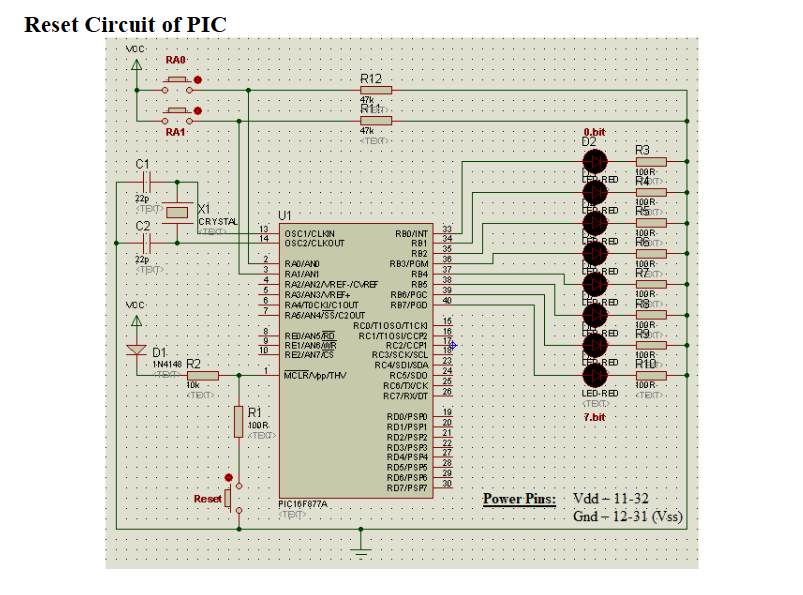 Reset Circuit of PIC
VCC
RA0
RA1
R12
47k
R11
47k
<TEXT>
C1
22p
<TEXT>
C2
22p
<TEXT>
X1
CRYSTAL
<TEXT>
VCC
D1
1N4148
<TEXT>
R2
10k
<TEXT>
R1
100R
<TEXT>
Reset
U1
13 OSC1/CLKIN
14 OSC2/CLKOUT
2 RA0/AN0
3 RA1/AN1
4 RA2/AN2/VREF-/CVREF
5 RA3/AN3/VREF+
6 RA4/T0CKI/C1OUT
7 RA5/AN4/SS/C2OUT
8 RE0/AN5/RD
9 RE1/AN6/WR
10 RE2/AN7/CS
1 MCLR/Vpp/THV
RB0/INT 33
RB1 34
RB2 35
RB3/PGM 36
RB4 37
RB5 38
RB6/PGC 39
RB7/PGD 40
RC0/T1OSO/T1CKI 15
RC1/T1OSI/CCP2 16
RC2/CCP1 17
RC3/SCK/SCL 18
RC4/SDI/SDA 23
RC5/SDO 24
RC6/TX/CK 25
RC7/RX/DT 26
RD0/PSP0 19
RD1/PSP1 20
RD2/PSP2 21
RD3/PSP3 22
RD4/PSP4 27
RD5/PSP5 28
RD6/PSP6 29
RD7/PSP7 30
PIC16F877A
<TEXT>
0.bit
D2
LED-RED
R3
100R
R4
100R
R5
100R
R6
100R
R7
100R
R8
100R
R9
100R
R10
100R
<TEXT>
LED-RED
<TEXT>
7.bit
Power Pins: Vdd – 11-32
Gnd – 12-31 (Vss)